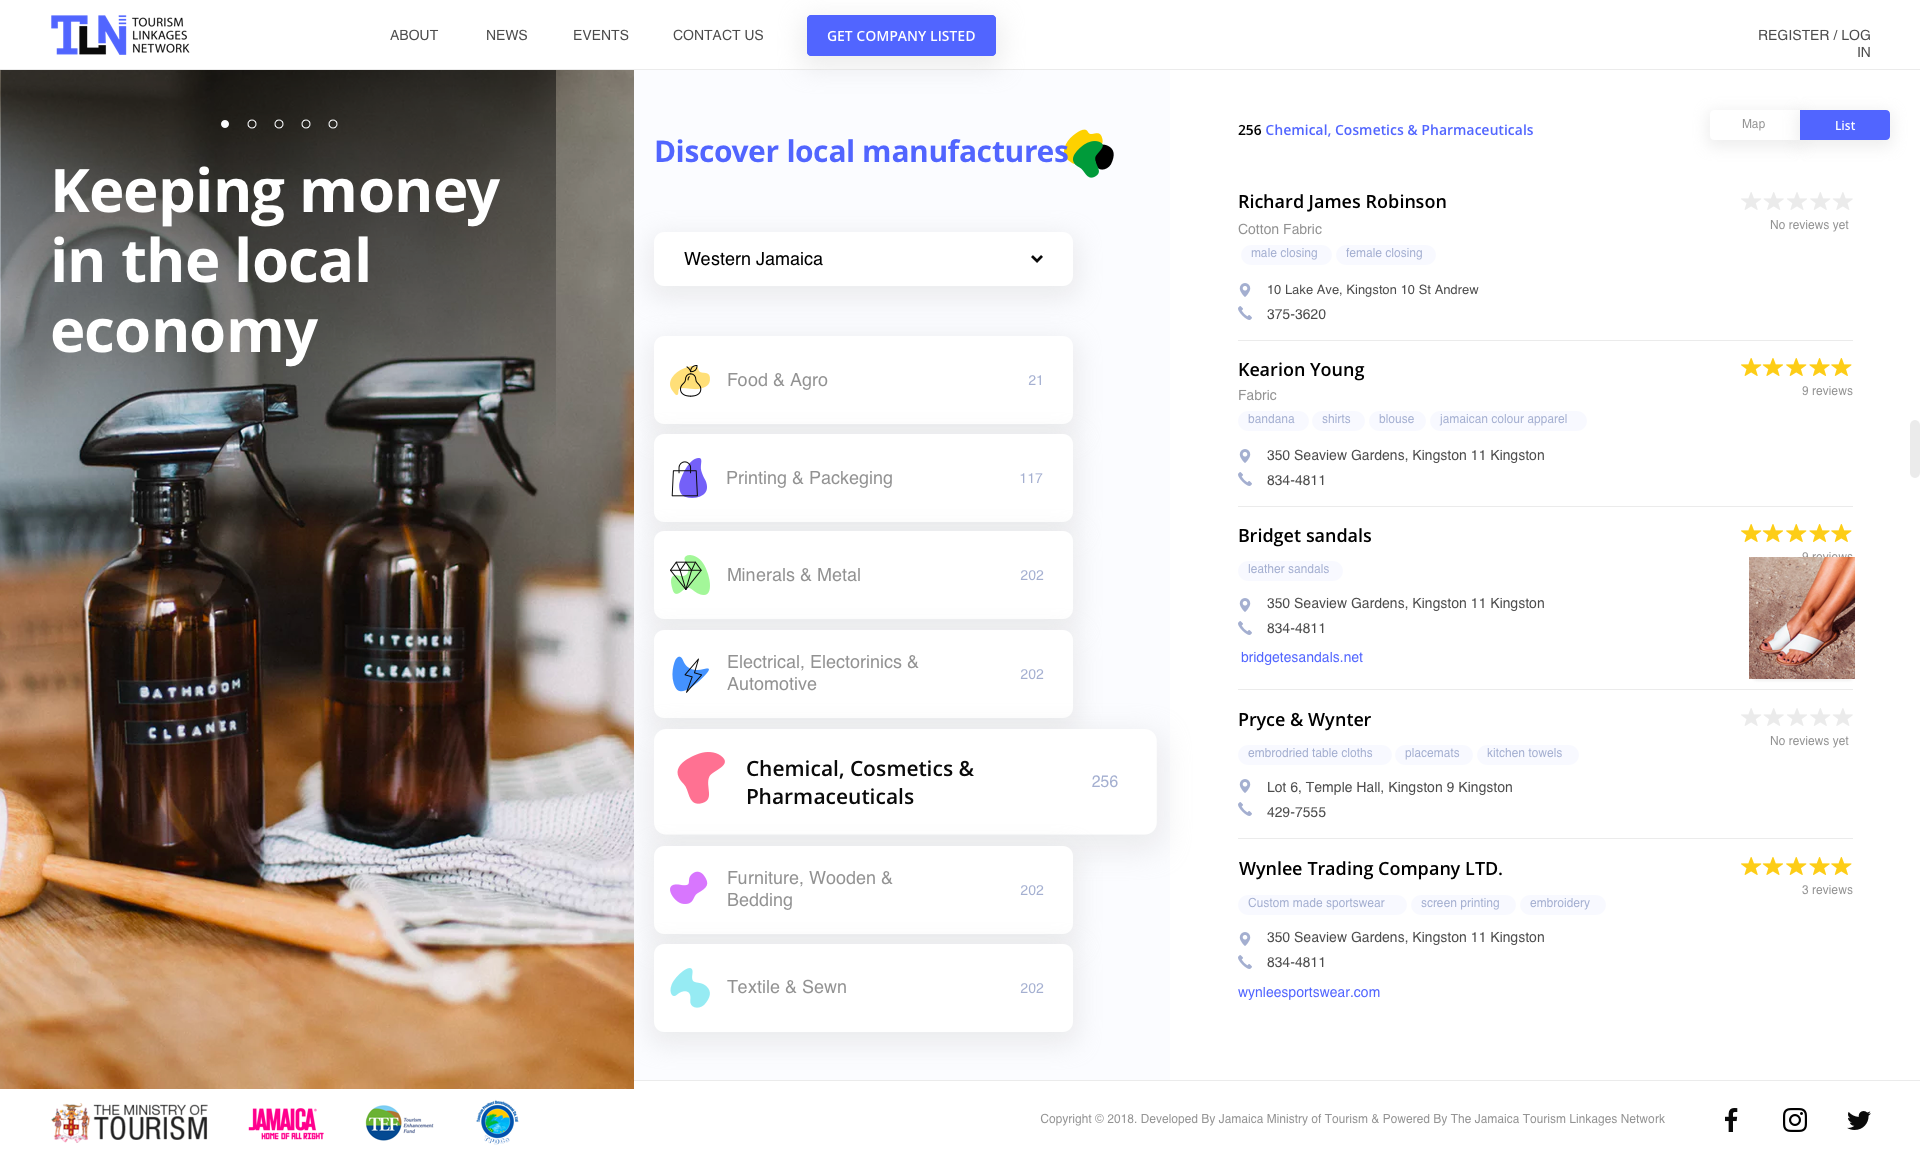 TLN TOURISM
LINKAGES
NETWORK
ABOUT
NEWS
EVENTS
CONTACT US
GET COMPANY LISTED
REGISTER / LOG
IN
Keeping money
in the local
economy
BATHROOM
CLEANER
KITCHEN
CLEANER
Discover local manufactures
Western Jamaica
Food & Agro 21
Printing & Packeging 117
Minerals & Metal 202
Electrical, Electorinics &
Automotive 202
Chemical, Cosmetics &
Pharmaceuticals 256
Furniture, Wooden &
Bedding 202
Textile & Sewn 202
256 Chemical, Cosmetics & Pharmaceuticals
Map
List
Richard James Robinson
No reviews yet
Cotton Fabric
male closing female closing
10 Lake Ave, Kingston 10 St Andrew
375-3620
Kearion Young
9 reviews
Fabric
bandana shirts blouse jamaican colour apparel
350 Seaview Gardens, Kingston 11 Kingston
834-4811
Bridget sandals
9 reviews
leather sandals
350 Seaview Gardens, Kingston 11 Kingston
834-4811
bridgetesandals.net
Pryce & Wynter
No reviews yet
embrodried table cloths placemats kitchen towels
Lot 6, Temple Hall, Kingston 9 Kingston
429-7555
Wynlee Trading Company LTD.
3 reviews
Custom made sportswear screen printing embroidery
350 Seaview Gardens, Kingston 11 Kingston
834-4811
wynleesportswear.com
THE MINISTRY OF
TOURISM
JAMAICA
HOME OF ALL RIGHT
TEF
Tourism
Enhancement
Fund
Copyright © 2018. Developed By Jamaica Ministry of Tourism & Powered By The Jamaica Tourism Linkages Network